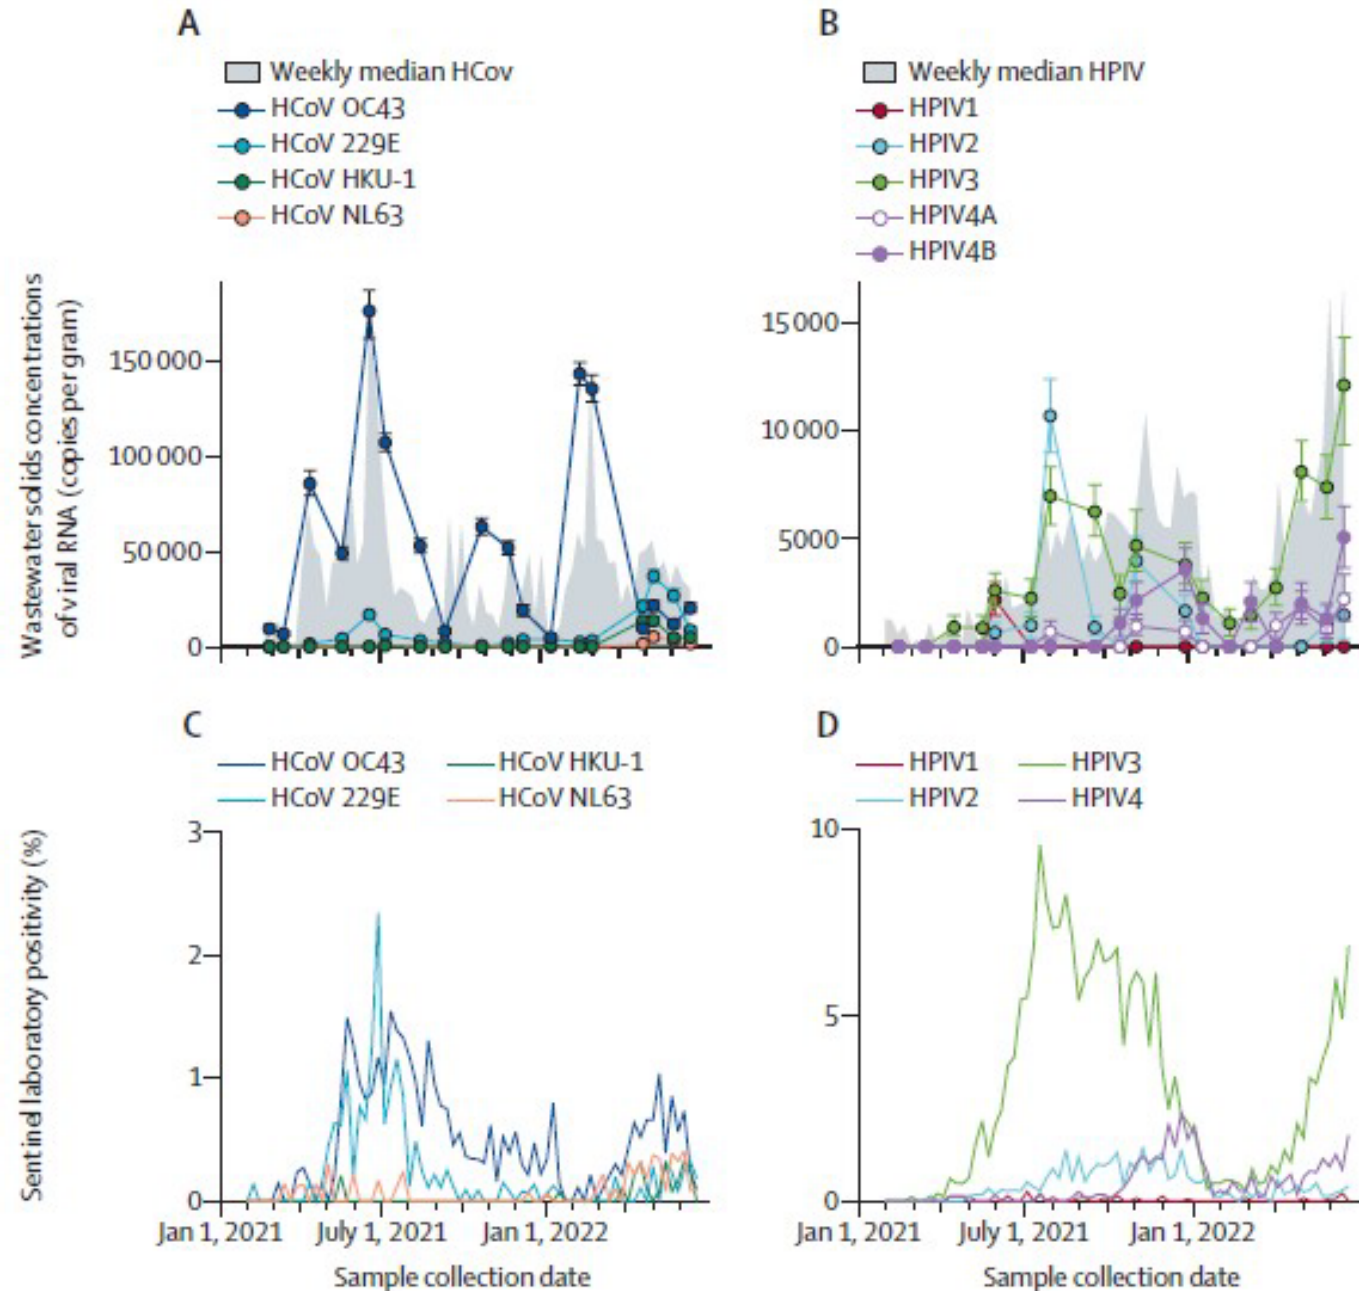 A
Weekly median HCov
HCoV OC43
HCoV 229E
HCoV HKU-1
HCoV NL63
B
Weekly median HPIV
HPIV1
HPIV2
HPIV3
HPIV4A
HPIV4B
Wastewater solids concentrations
of viral RNA (copies per gram)
150 000
100 000
50 000
0
15 000
10 000
5000
0
C
HCoV OC43
HCoV 229E
HCoV HKU-1
HCoV NL63
D
HPIV1
HPIV2
HPIV3
HPIV4
Sentinel laboratory positivity (%)
3
2
1
0
Jan 1, 2021
July 1, 2021
Jan 1, 2022
Sample collection date
10
5
0
Jan 1, 2021
July 1, 2021
Jan 1, 2022
Sample collection date